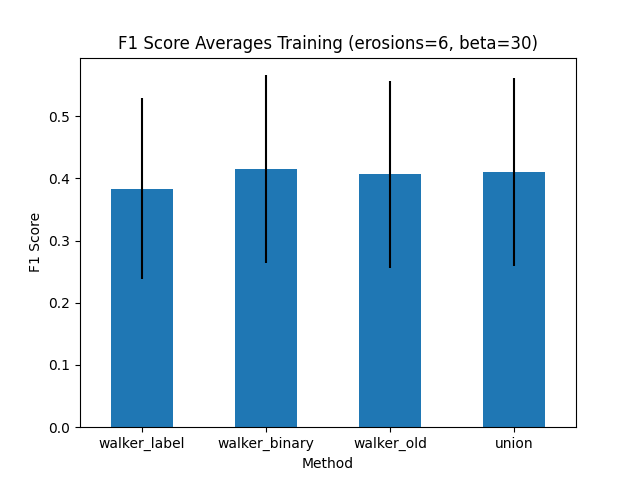 F1 Score Averages Training (erosions=6, beta=30)
F1 Score
0.5
0.4
0.3
0.2
0.1
0.0
walker_label walker_binary walker_old union
Method